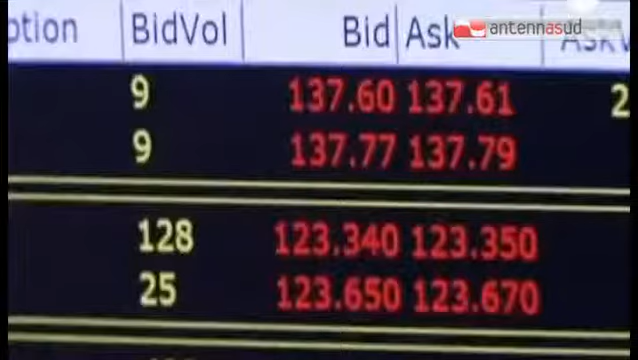 ption BidVol Bid Ask
antennasud
9 137.60 137.61 2
9 137.77 137.79
128 123.340 123.350
25 123.650 123.670